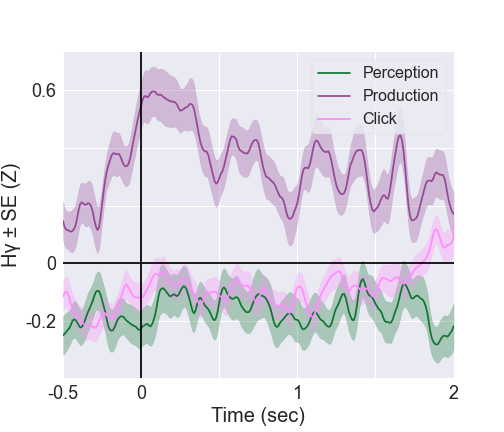 Perception
Production
Click
0.6
0
-0.2
Hγ ± SE (Z)
-0.5
0
1
2
Time (sec)